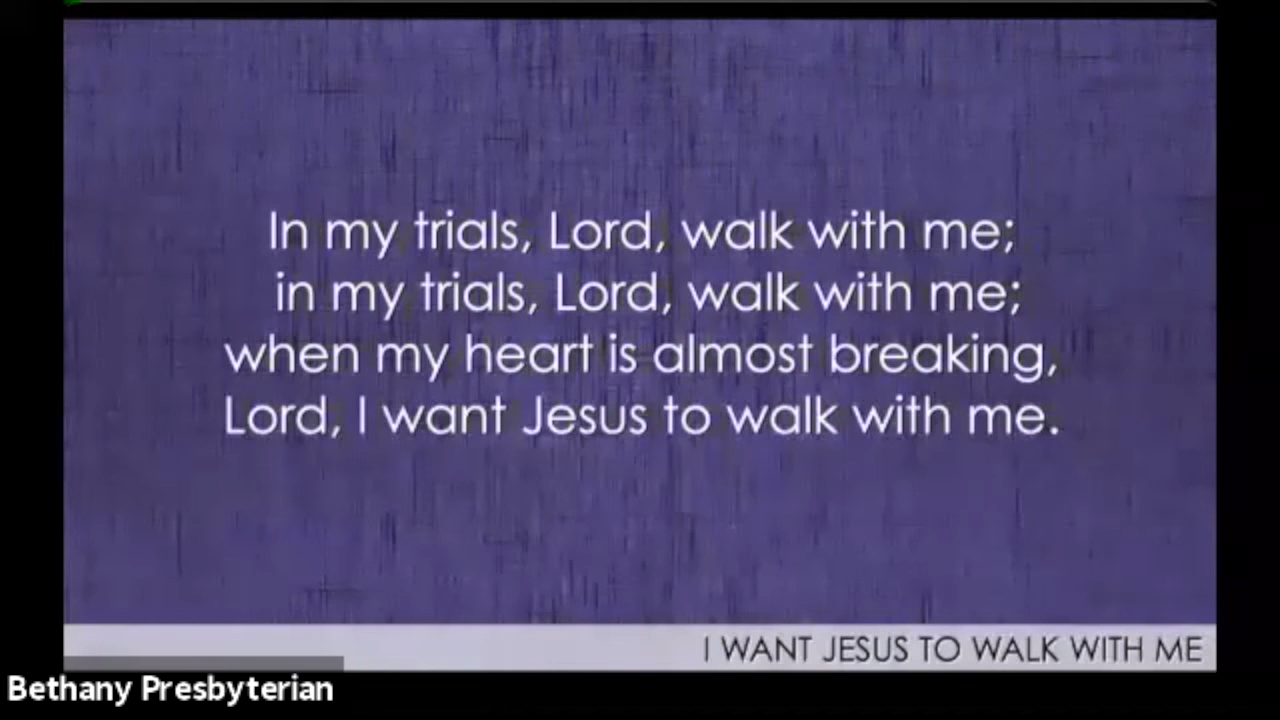 In my trials, Lord, walk with me;
in my trials, Lord, walk with me;
when my heart is almost breaking,
Lord, I want Jesus to walk with me.
I WANT JESUS TO WALK WITH ME
Bethany Presbyterian